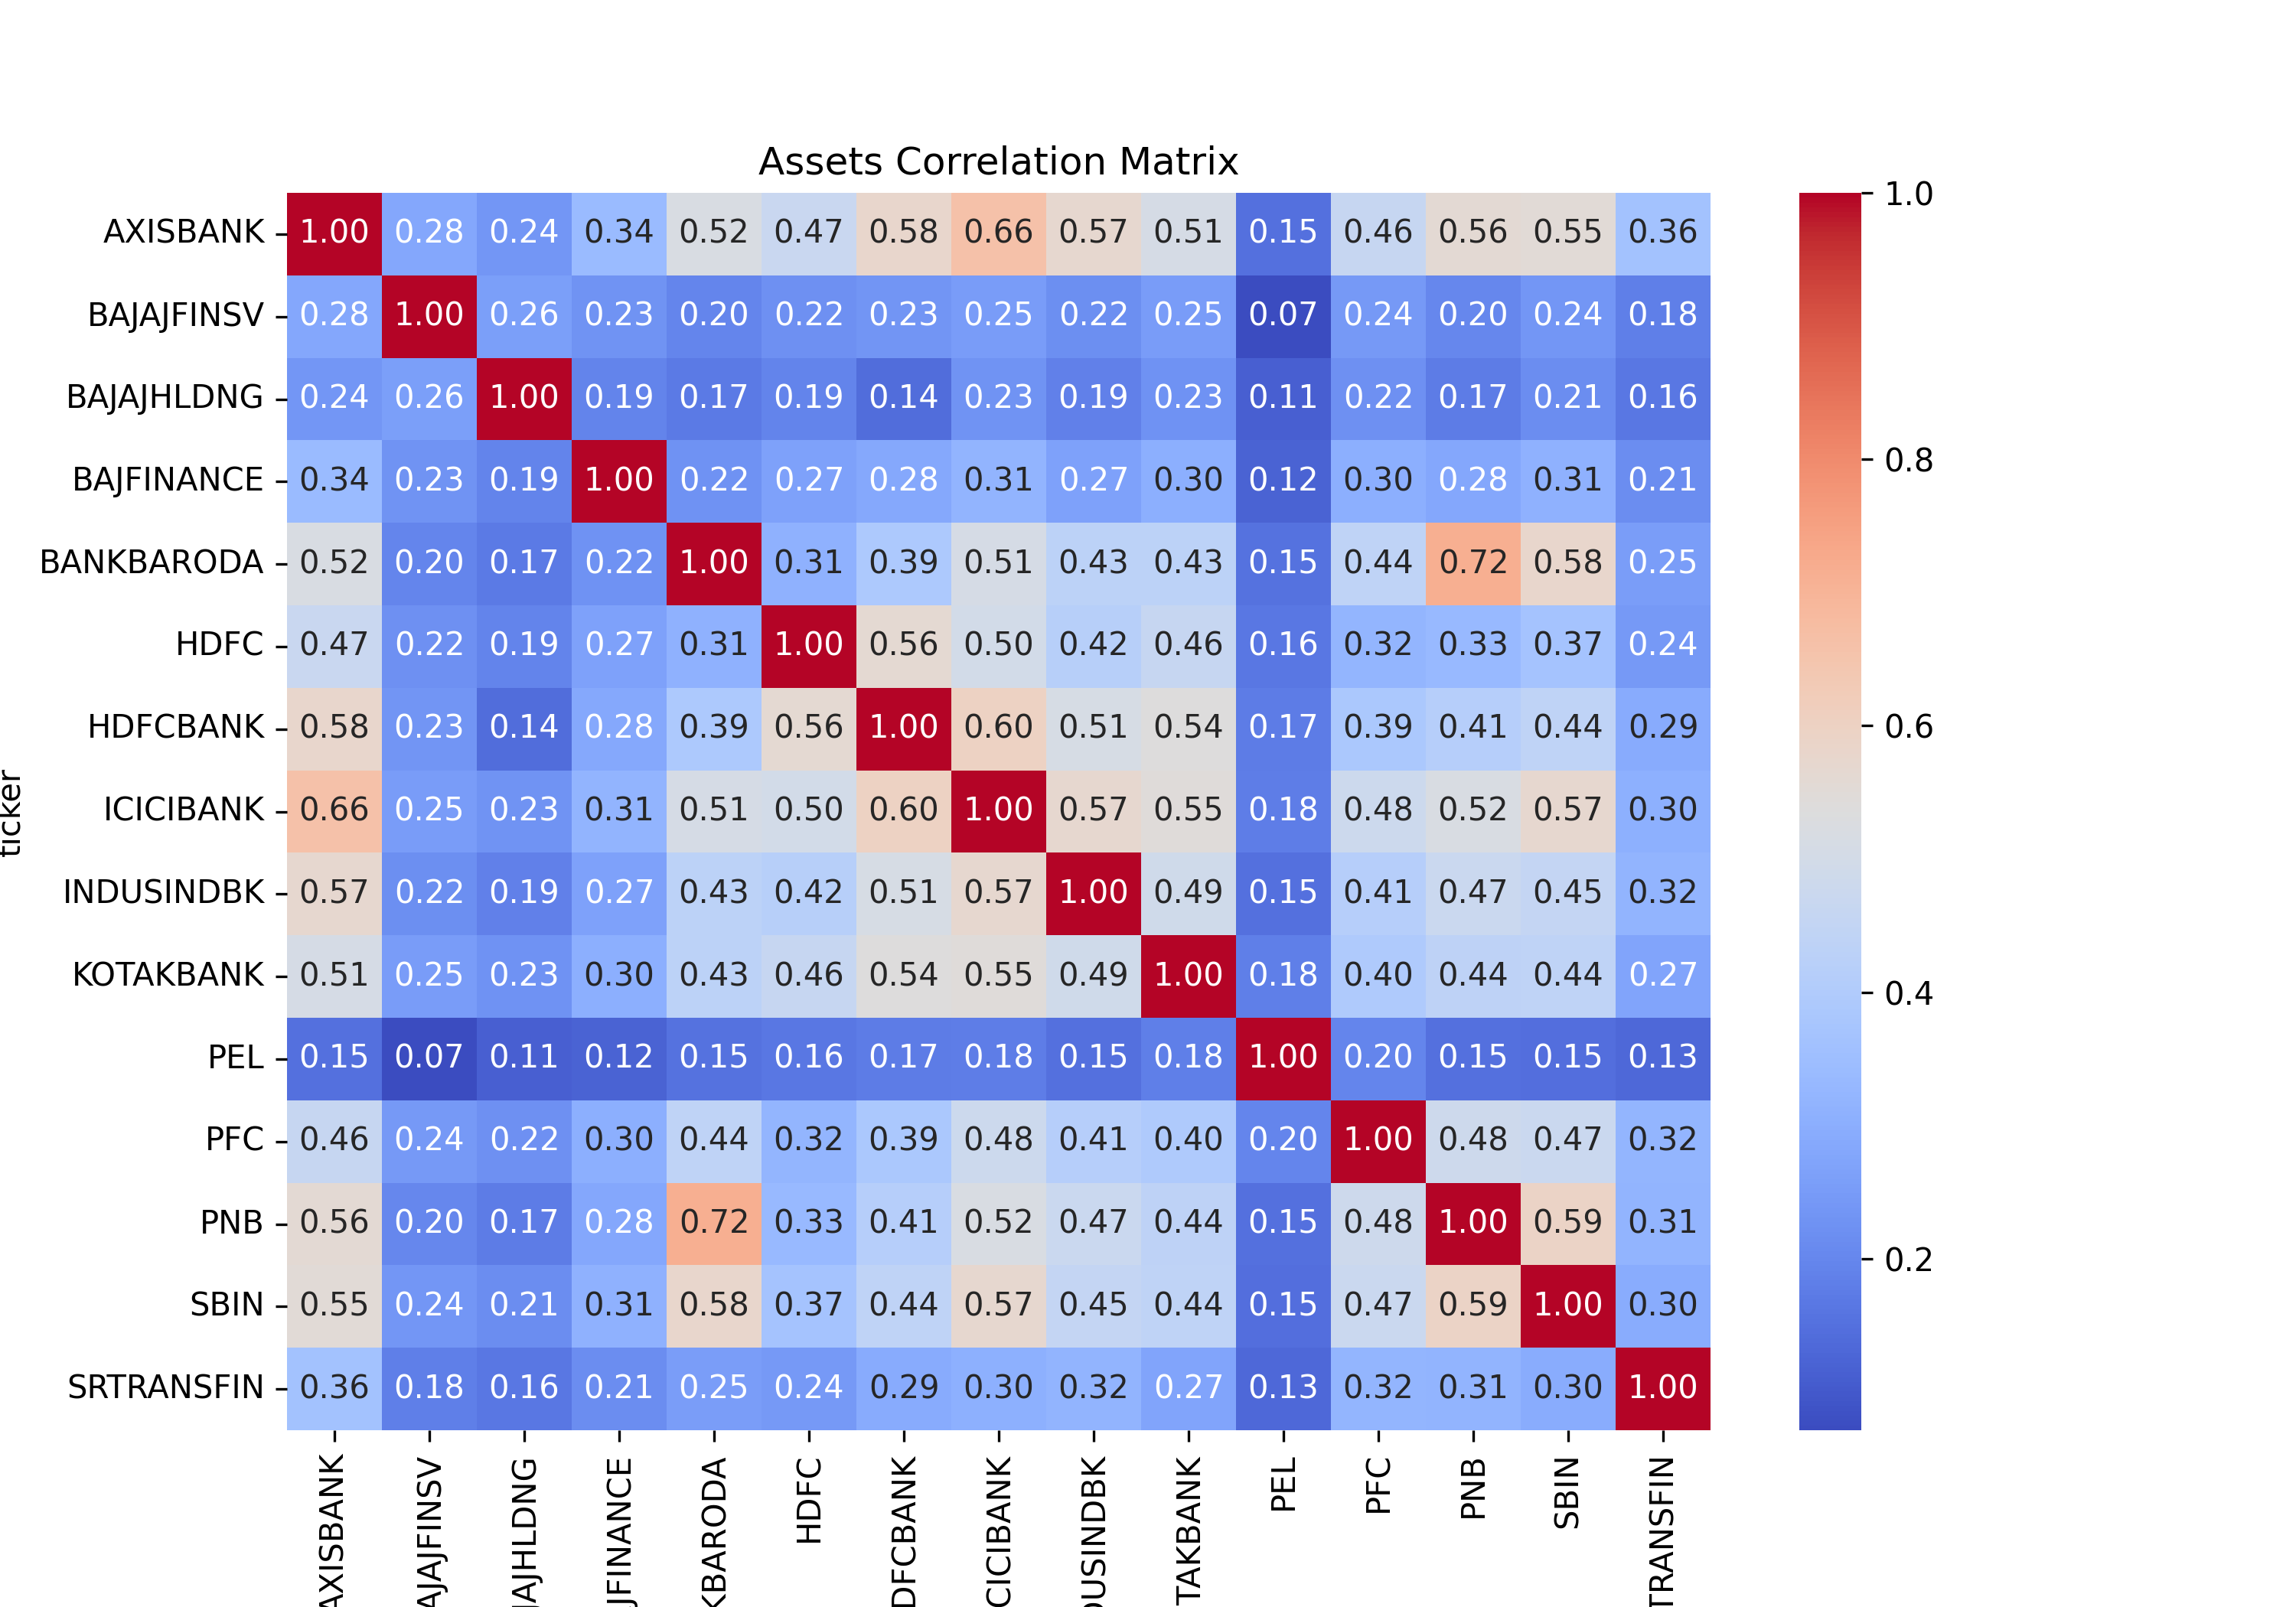 Assets Correlation Matrix
AXISBANK 1.00 0.28 0.24 0.34 0.52 0.47 0.58 0.66 0.57 0.51 0.15 0.46 0.56 0.55 0.36
BAJAJFINSV 0.28 1.00 0.26 0.23 0.20 0.22 0.23 0.25 0.22 0.25 0.07 0.24 0.20 0.24 0.18
BAJAJHLDNG 0.24 0.26 1.00 0.19 0.17 0.19 0.14 0.23 0.19 0.23 0.11 0.22 0.17 0.21 0.16
BAJFINANCE 0.34 0.23 0.19 1.00 0.22 0.27 0.28 0.31 0.27 0.30 0.12 0.30 0.28 0.31 0.21
BANKBARODA 0.52 0.20 0.17 0.22 1.00 0.31 0.39 0.51 0.43 0.43 0.15 0.44 0.72 0.58 0.25
HDFC 0.47 0.22 0.19 0.27 0.31 1.00 0.56 0.50 0.42 0.46 0.16 0.32 0.33 0.37 0.24
HDFCBANK 0.58 0.23 0.14 0.28 0.39 0.56 1.00 0.60 0.51 0.54 0.17 0.39 0.41 0.44 0.29
ICICIBANK 0.66 0.25 0.23 0.31 0.51 0.50 0.60 1.00 0.57 0.55 0.18 0.48 0.52 0.57 0.30
INDUSINDBK 0.57 0.22 0.19 0.27 0.43 0.42 0.51 0.57 1.00 0.49 0.15 0.41 0.47 0.45 0.32
KOTAKBANK 0.51 0.25 0.23 0.30 0.43 0.46 0.54 0.55 0.49 1.00 0.18 0.40 0.44 0.44 0.27
PEL 0.15 0.07 0.11 0.12 0.15 0.16 0.17 0.18 0.15 0.18 1.00 0.20 0.15 0.15 0.13
PFC 0.46 0.24 0.22 0.30 0.44 0.32 0.39 0.48 0.41 0.40 0.20 1.00 0.48 0.47 0.32
PNB 0.56 0.20 0.17 0.28 0.72 0.33 0.41 0.52 0.47 0.44 0.15 0.48 1.00 0.59 0.31
SBIN 0.55 0.24 0.21 0.31 0.58 0.37 0.44 0.57 0.45 0.44 0.15 0.47 0.59 1.00 0.30
SRTRANSFIN 0.36 0.18 0.16 0.21 0.25 0.24 0.29 0.30 0.32 0.27 0.13 0.32 0.31 0.30 1.00
ticker
AXISBANK
AJAJFINSV
AJAJHLDNG
JFINANCE
KBARODA
HDFC
DFCBANK
CICIBANK
DUSINDBK
TAKBANK
PEL
PFC
PNB
SBIN
TRANSFIN
1.0
0.8
0.6
0.4
0.2